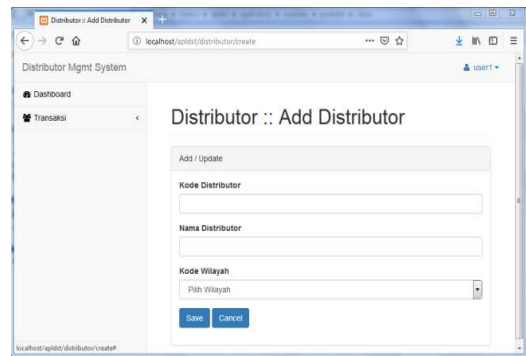 Distributor :: Add Distributor
localhost/apldst/distributor/create
Distributor Mgmt System
usert
Dashboard
Transaksi
Distributor :: Add Distributor
Add / Update
Kode Distributor
Nama Distributor
Kode Wilayah
Pilih Wilayah
Save Cancel
localhost/apldst/distributor/create#